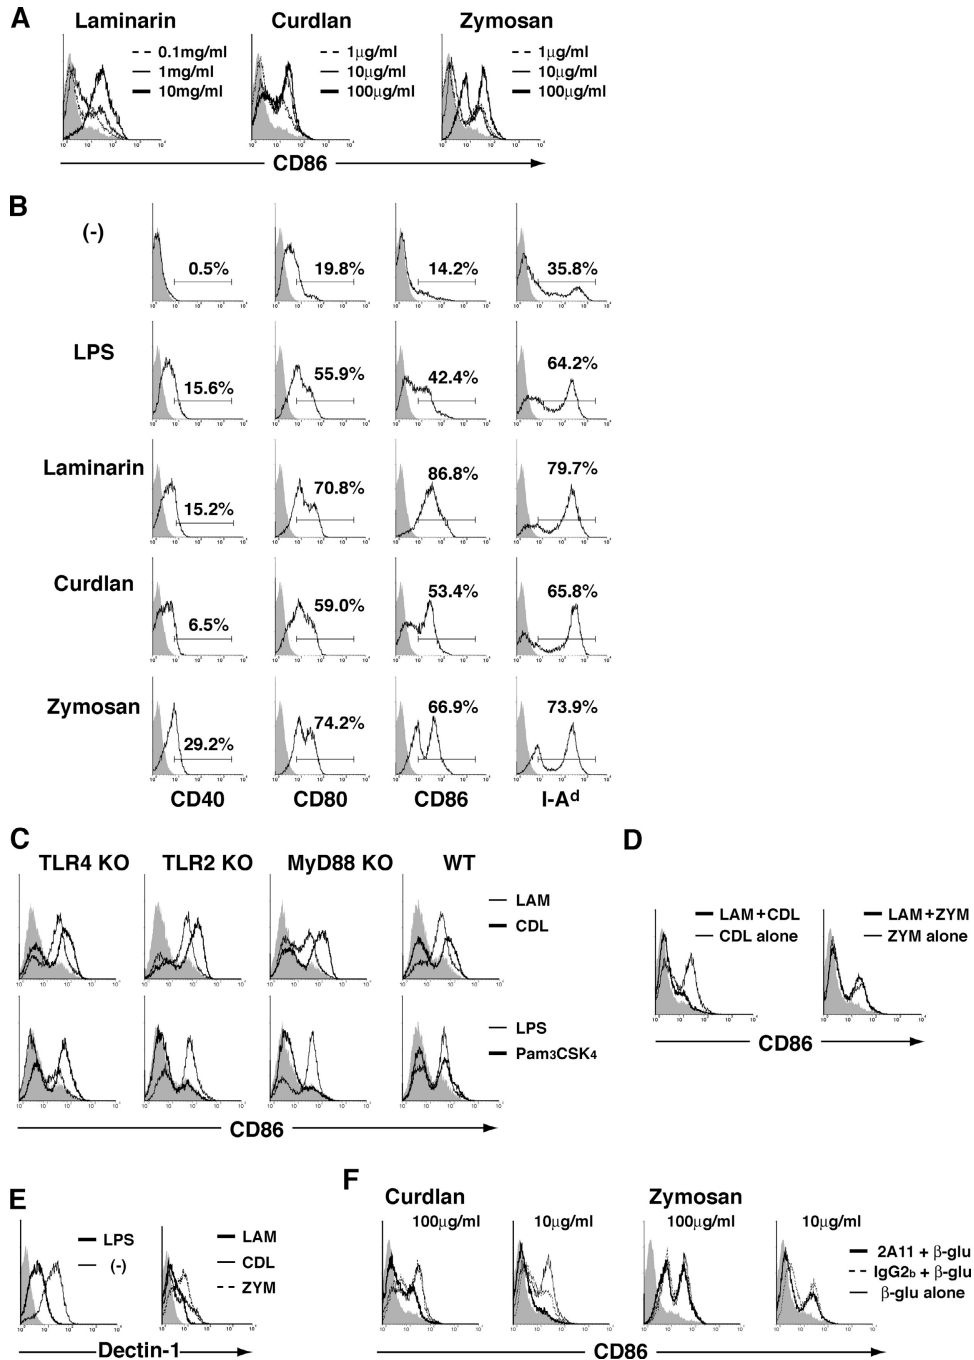 A
Laminarin
0.1mg/ml
1mg/ml
10mg/ml
Curdlan
1μg/ml
10μg/ml
100μg/ml
Zymosan
1μg/ml
10μg/ml
100μg/ml
CD86
B
(-)
0.5%
19.8%
14.2%
35.8%
LPS
15.6%
55.9%
42.4%
64.2%
Laminarin
15.2%
70.8%
86.8%
79.7%
Curdlan
6.5%
59.0%
53.4%
65.8%
Zymosan
29.2%
74.2%
66.9%
73.9%
CD40
CD80
CD86
I-Aᵈ
C
TLR4 KO
TLR2 KO
MyD88 KO
WT
LAM
CDL
LPS
Pam₃CSK₄
CD86
D
LAM+CDL
CDL alone
LAM+ZYM
ZYM alone
CD86
E
LPS
(-)
LAM
CDL
ZYM
Dectin-1
F
Curdlan
100μg/ml
10μg/ml
Zymosan
100μg/ml
10μg/ml
2A11 + β-glu
IgG2b + β-glu
β-glu alone
CD86